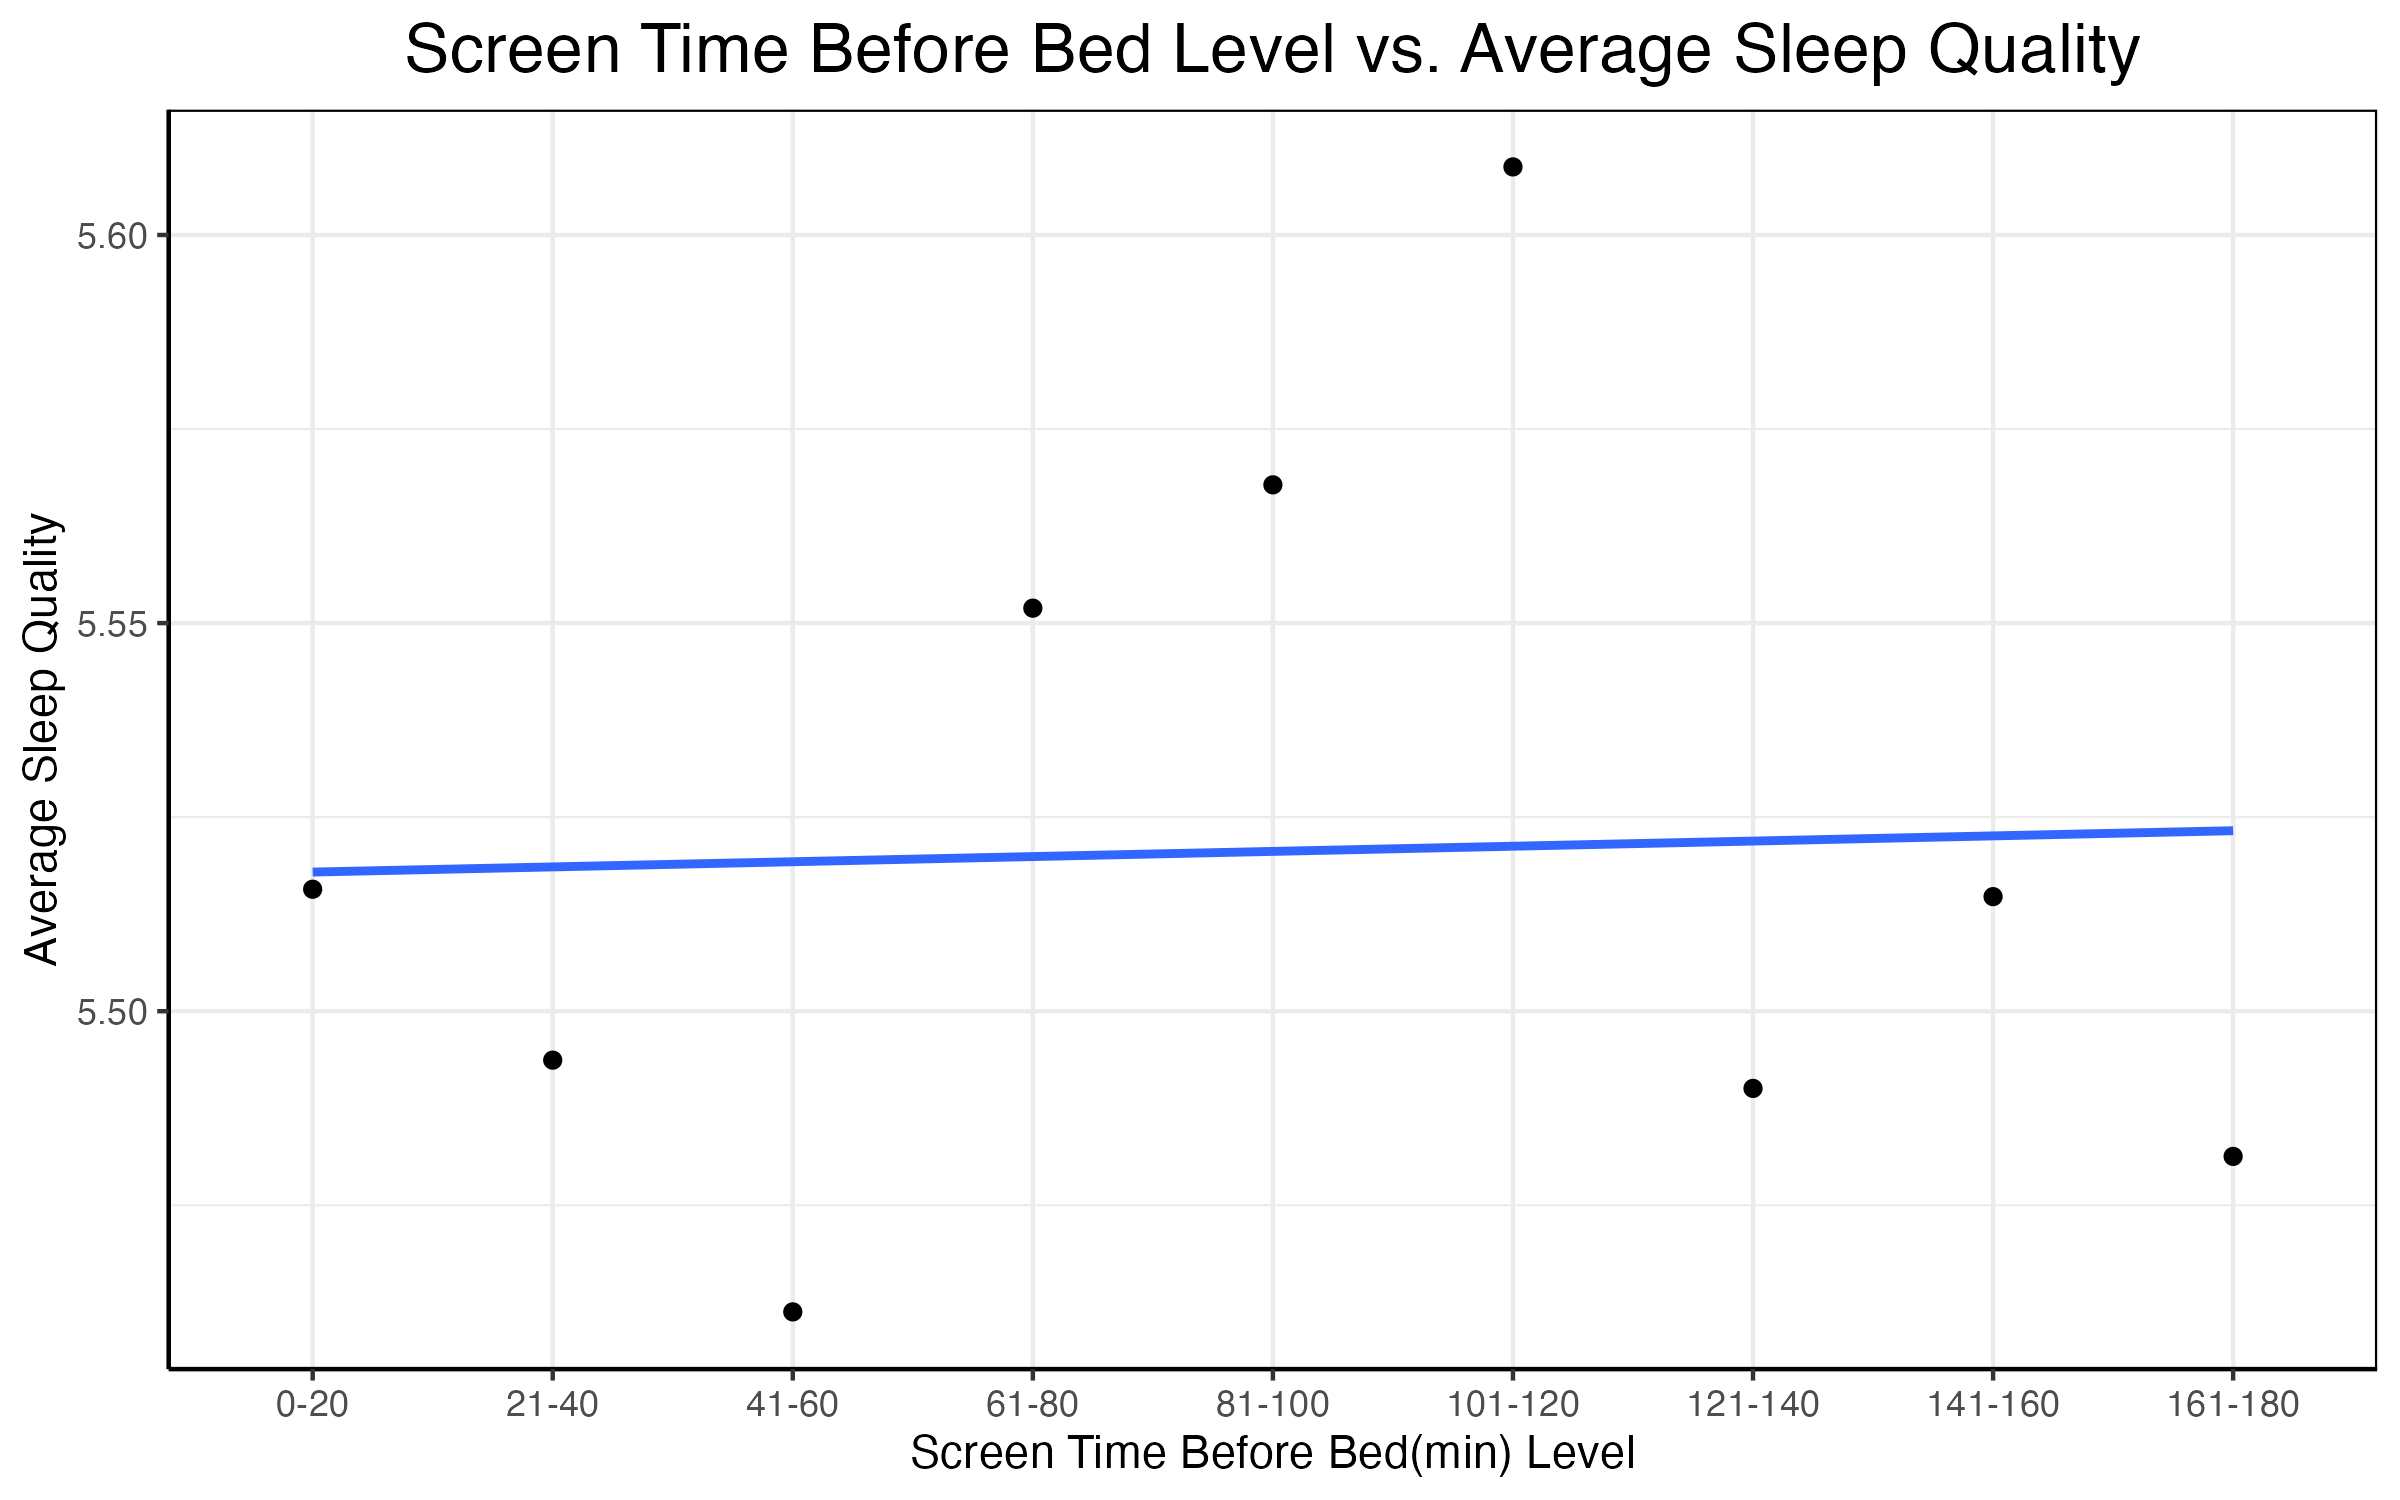 Screen Time Before Bed Level vs. Average Sleep Quality
Average Sleep Quality
5.60
5.55
5.50
0-20 21-40 41-60 61-80 81-100 101-120 121-140 141-160 161-180
Screen Time Before Bed(min) Level